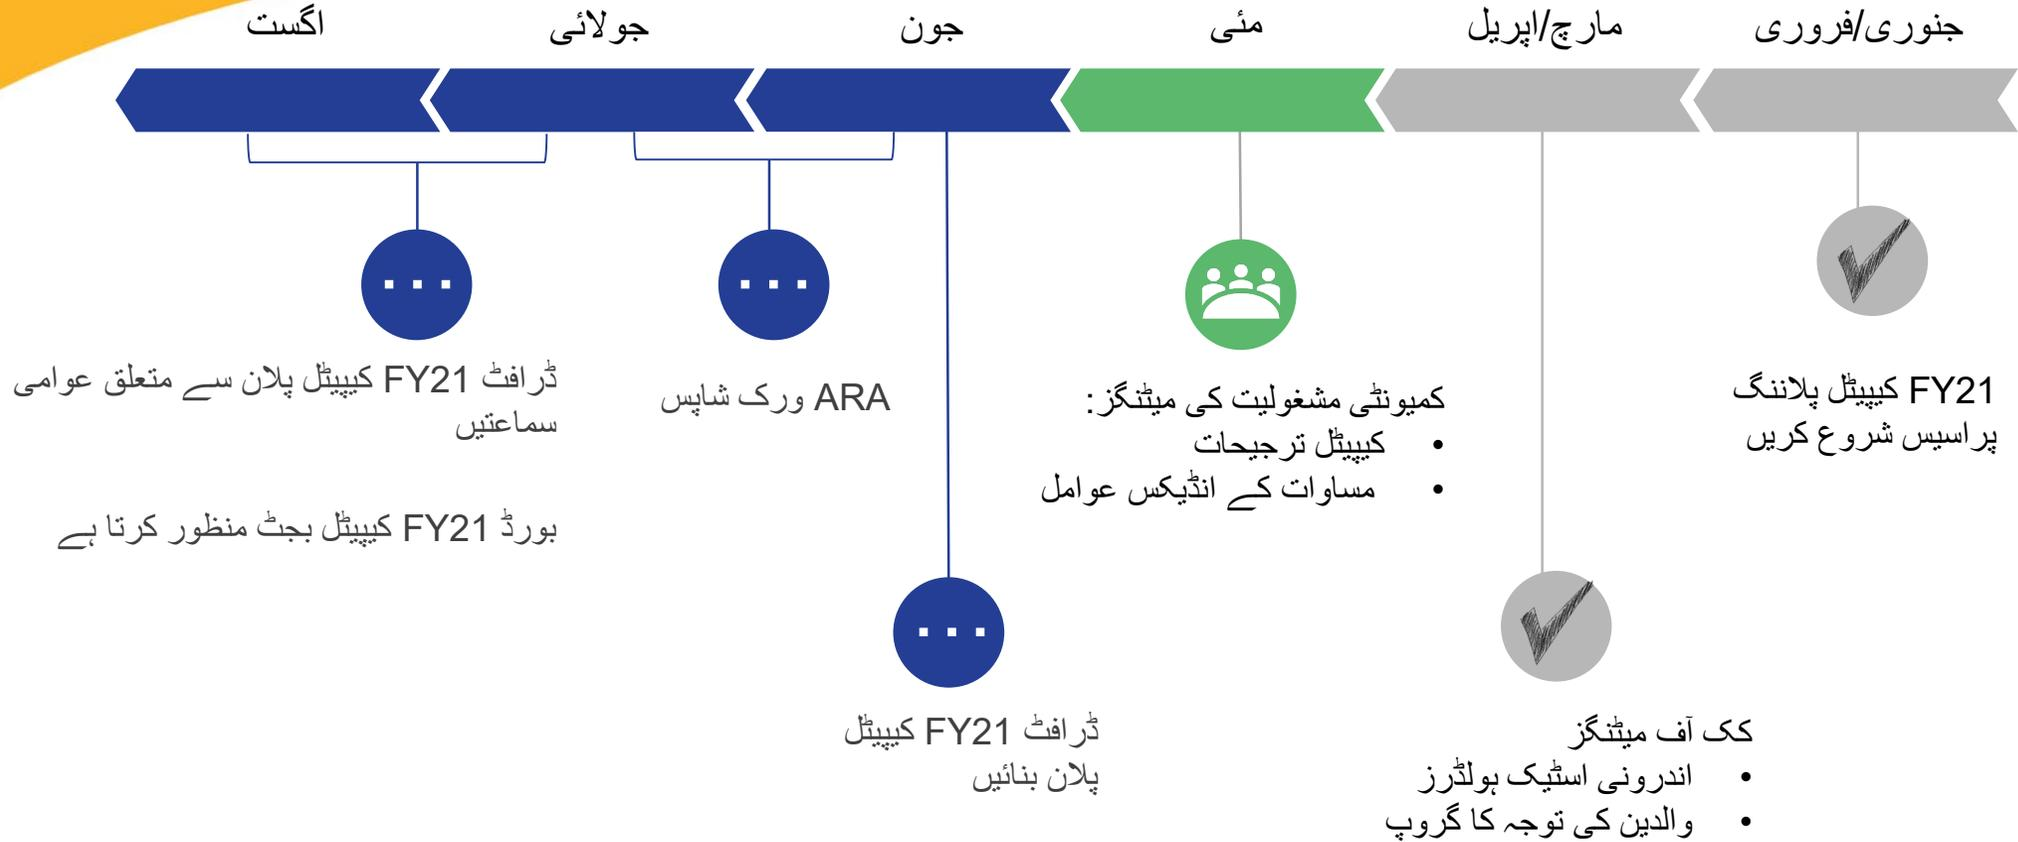 جنوری/فروری
مارچ/اپریل
مئی
جون
جولائی
اگست
FY21 کیپیٹل پلاننگ
پراسیس شروع کریں
کک آف میٹنگز
• اندرونی اسٹیک ہولڈرز
• والدین کی توجہ کا گروپ
کمیونٹی مشغولیت کی میٹنگز:
• کیپیٹل ترجیحات
• مساوات کے انڈیکس عوامل
ڈرافٹ FY21 کیپیٹل
پلان بنائیں
ARA ورک شاپس
ڈرافٹ FY21 کیپیٹل پلان سے متعلق عوامی
سماعتیں
بورڈ FY21 کیپیٹل بجٹ منظور کرتا ہے